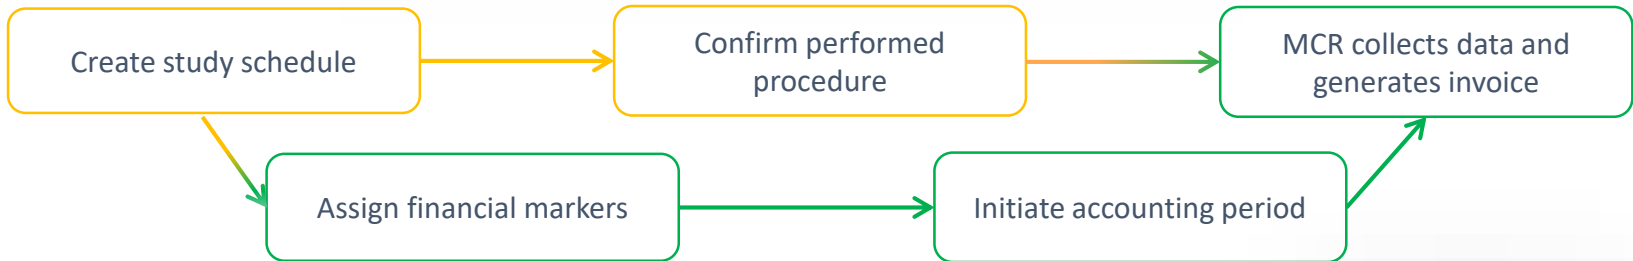 Create study schedule
Confirm performed
procedure
MCR collects data and
generates invoice
Assign financial markers
Initiate accounting period